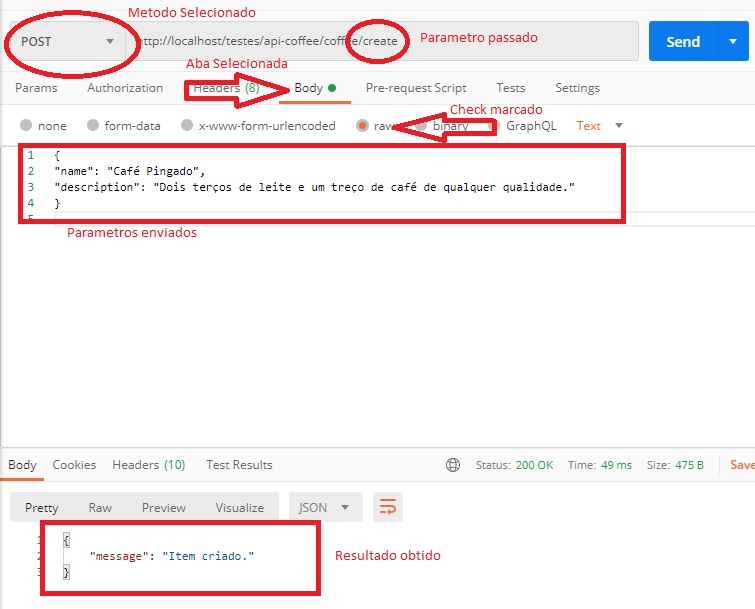 Metodo Selecionado
POST
http://localhost/testes/api-coffee/coffee/create
Parametro passado
Send
Aba Selecionada
Params
Authorization
Headers (8)
Body
Pre-request Script
Tests
Settings
Check marcado
none
form-data
x-www-form-urlencoded
raw
binary
GraphQL
Text
1 {
2 "name": "Café Pingado",
3 "description": "Dois terços de leite e um treço de café de qualquer qualidade."
4 }
5
Parametros enviados
Body
Cookies
Headers (10)
Test Results
Status: 200 OK
Time: 49 ms
Size: 475 B
Save
Pretty
Raw
Preview
Visualize
JSON
1 {
2 "message": "Item criado."
3 }
Resultado obtido